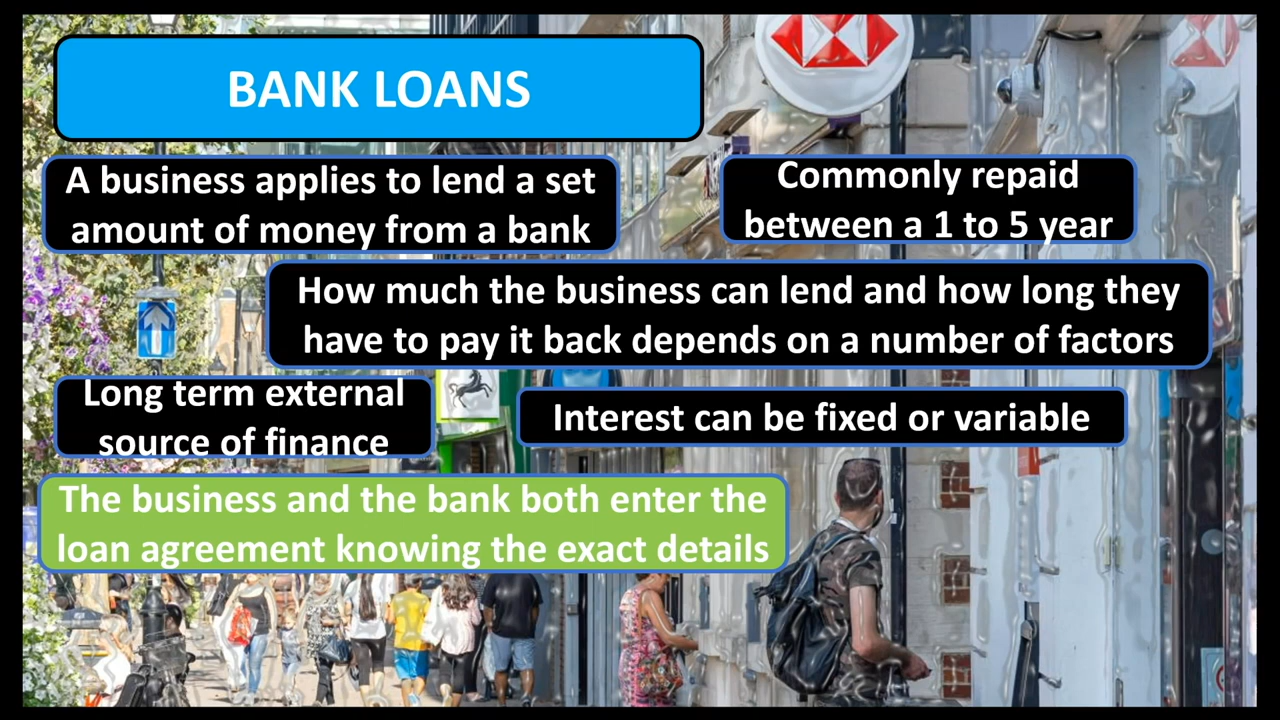 BANK LOANS
A business applies to lend a set
amount of money from a bank
Commonly repaid
between a 1 to 5 year
How much the business can lend and how long they
have to pay it back depends on a number of factors
Long term external
source of finance
Interest can be fixed or variable
The business and the bank both enter the
loan agreement knowing the exact details